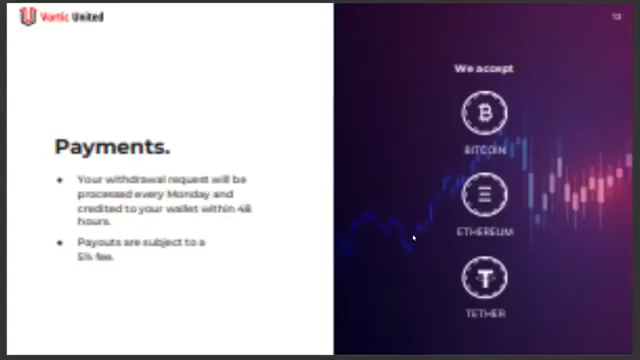 Vortic United
13
Payments.
• Your withdrawal request will be
processed every Monday and
credited to your wallet within 48
hours.
• Payouts are subject to a
5% fee.
We accept
BITCOIN
ETHEREUM
TETHER